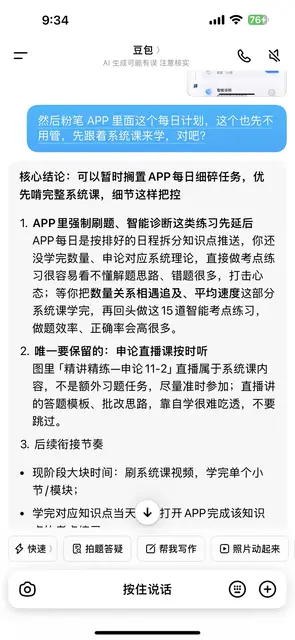 9:34
76
豆包
AI 生成可能有误 注意核实
智能诊断
然后粉笔 APP 里面这个每日计划，这个也先不
用管，先跟着系统课来学，对吧？
核心结论：可以暂时搁置 APP 每日细碎任务，优
先啃完整系统课，细节这样把控
1. APP 里强制刷题、智能诊断这类练习先延后
APP 每日是按排好的日程拆分知识点推送，你还
没学完数量、申论对应系统理论，直接做考点练
习很容易看不懂解题思路、错题很多，打击心
态；等你把数量关系相遇追及、平均速度这部分
系统课学完，再回头做这 15 道智能考点练习，
做题效率、正确率会高很多。
2. 唯一要保留的：申论直播课按时听
图里「精讲精练—申论11-2」直播属于系统课内
容，不是额外习题任务，尽量准时参加；直播讲
的答题模板、批改思路，靠自学很难吃透，不要
跳过。
3. 后续衔接节奏
• 现阶段大块时间：刷系统课视频，学完单个小
节/模块；
• 学完对应知识点当天 打开 APP 完成该知识
快速
拍题答疑
帮我写作
照片动起来
按住说话